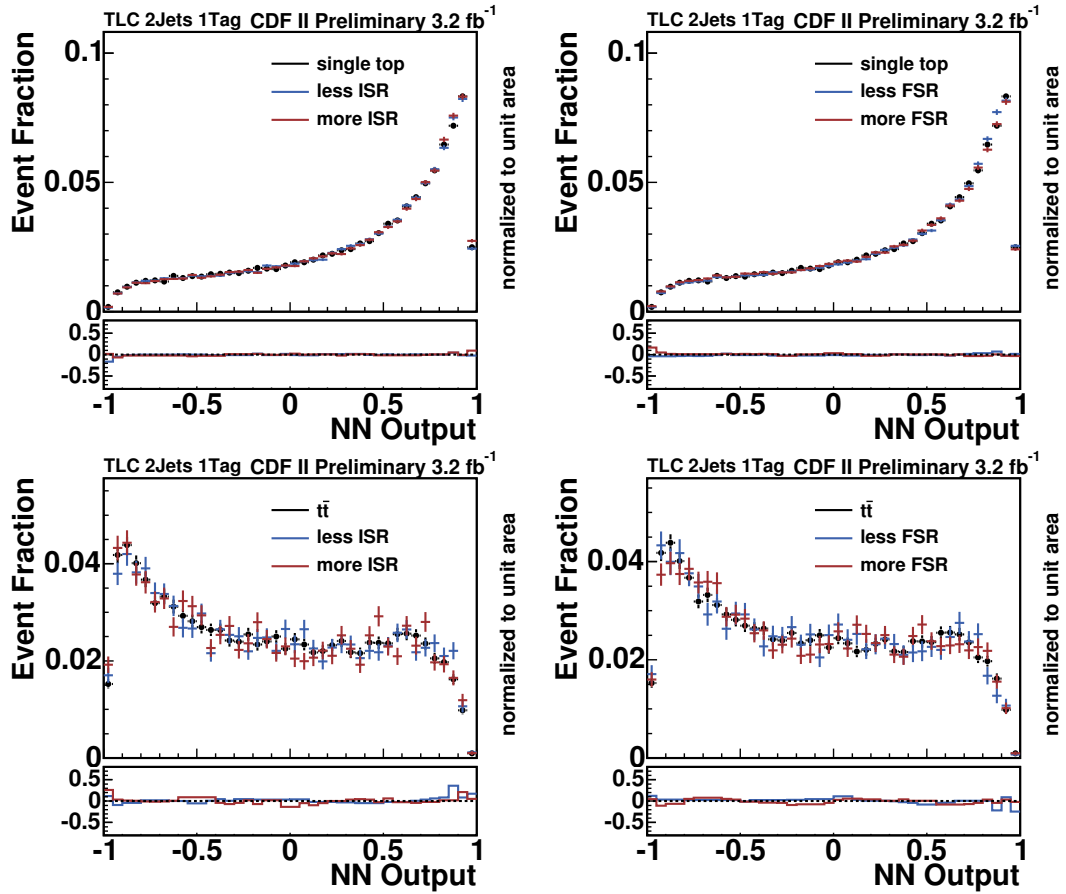 TLC 2Jets 1Tag CDF II Preliminary 3.2 fb-1
Event Fraction
0.1
0.05
0
single top
less ISR
more ISR
normalized to unit area
0.5
0
-0.5
-1 -0.5 0 0.5 1
NN Output
TLC 2Jets 1Tag CDF II Preliminary 3.2 fb-1
Event Fraction
0.1
0.05
0
single top
less FSR
more FSR
normalized to unit area
0.5
0
-0.5
-1 -0.5 0 0.5 1
NN Output
TLC 2Jets 1Tag CDF II Preliminary 3.2 fb-1
Event Fraction
0.04
0.02
0
tt̄
less ISR
more ISR
normalized to unit area
0.5
0
-0.5
-1 -0.5 0 0.5 1
NN Output
TLC 2Jets 1Tag CDF II Preliminary 3.2 fb-1
Event Fraction
0.04
0.02
0
tt̄
less FSR
more FSR
normalized to unit area
0.5
0
-0.5
-1 -0.5 0 0.5 1
NN Output